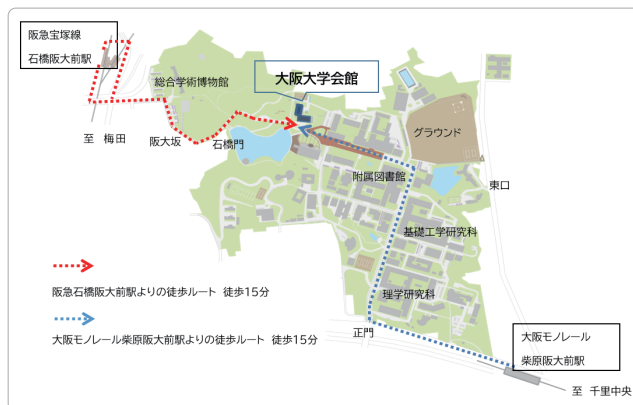 阪急宝塚線
石橋阪大前駅
総合学術博物館
大阪大学会館
至 梅田
阪大坂
石橋門
グラウンド
附属図書館
東口
基礎工学研究科
理学研究科
阪急石橋阪大前駅よりの徒歩ルート 徒歩15分
大阪モノレール柴原阪大前駅よりの徒歩ルート 徒歩15分
正門
大阪モノレール
柴原阪大前駅
至 千里中央